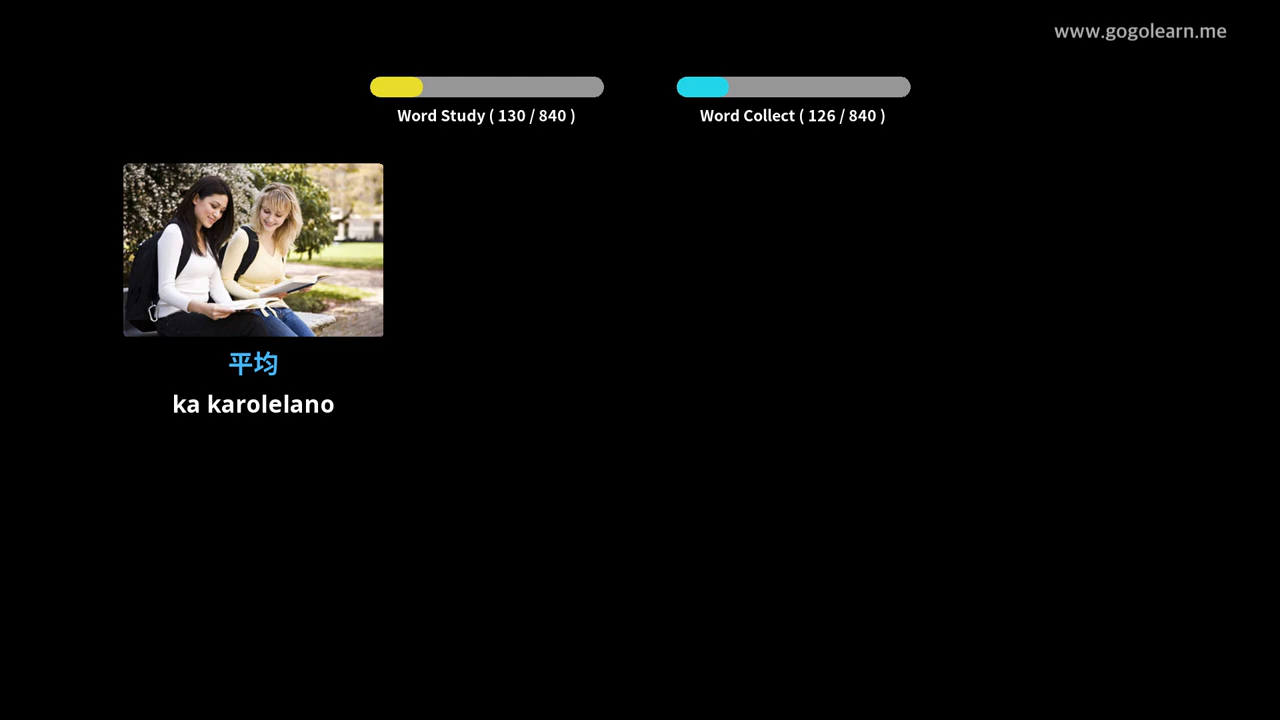 www.gogolearn.me
Word Study ( 130 / 840 )
Word Collect ( 126 / 840 )
平均
ka karolelano